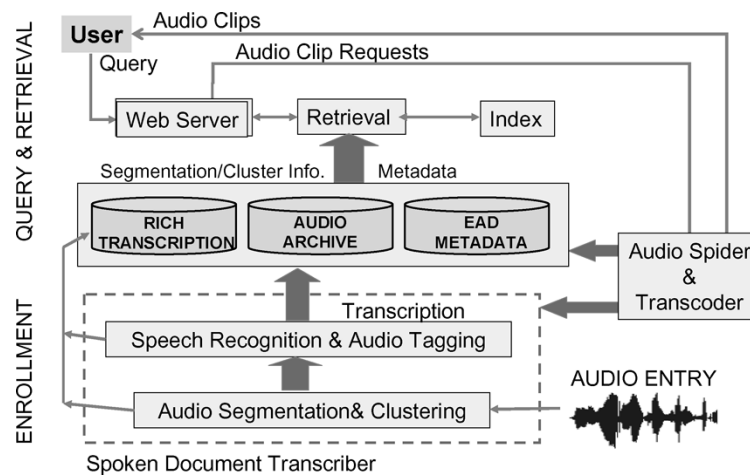 Audio Clips
User
Audio Clip Requests
Query
Web Server
Retrieval
Index
QUERY & RETRIEVAL
Segmentation/Cluster Info.
Metadata
RICH
TRANSCRIPTION
AUDIO
ARCHIVE
EAD
METADATA
Audio Spider
&
Transcoder
Transcription
Speech Recognition & Audio Tagging
ENROLLMENT
AUDIO ENTRY
Audio Segmentation& Clustering
Spoken Document Transcriber